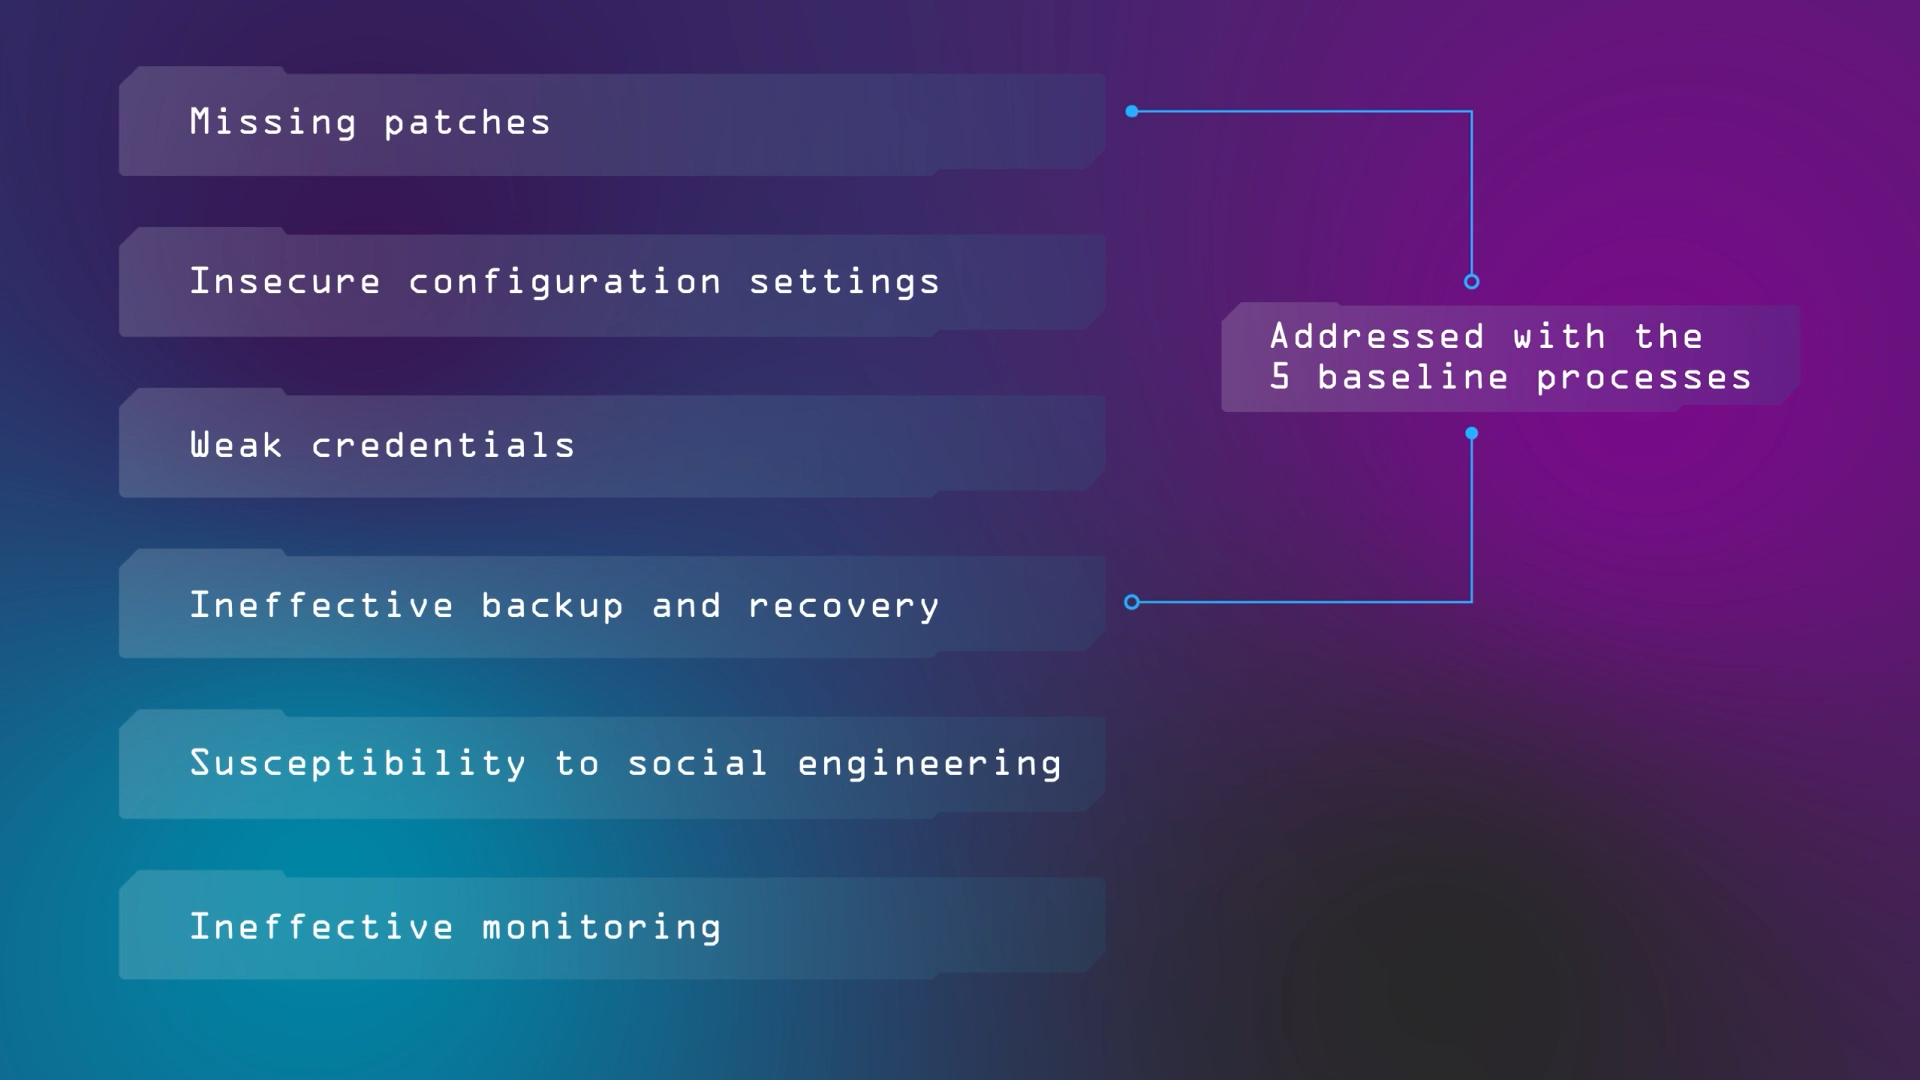 Missing patches
Insecure configuration settings
Weak credentials
Ineffective backup and recovery
Susceptibility to social engineering
Ineffective monitoring
Addressed with the
5 baseline processes